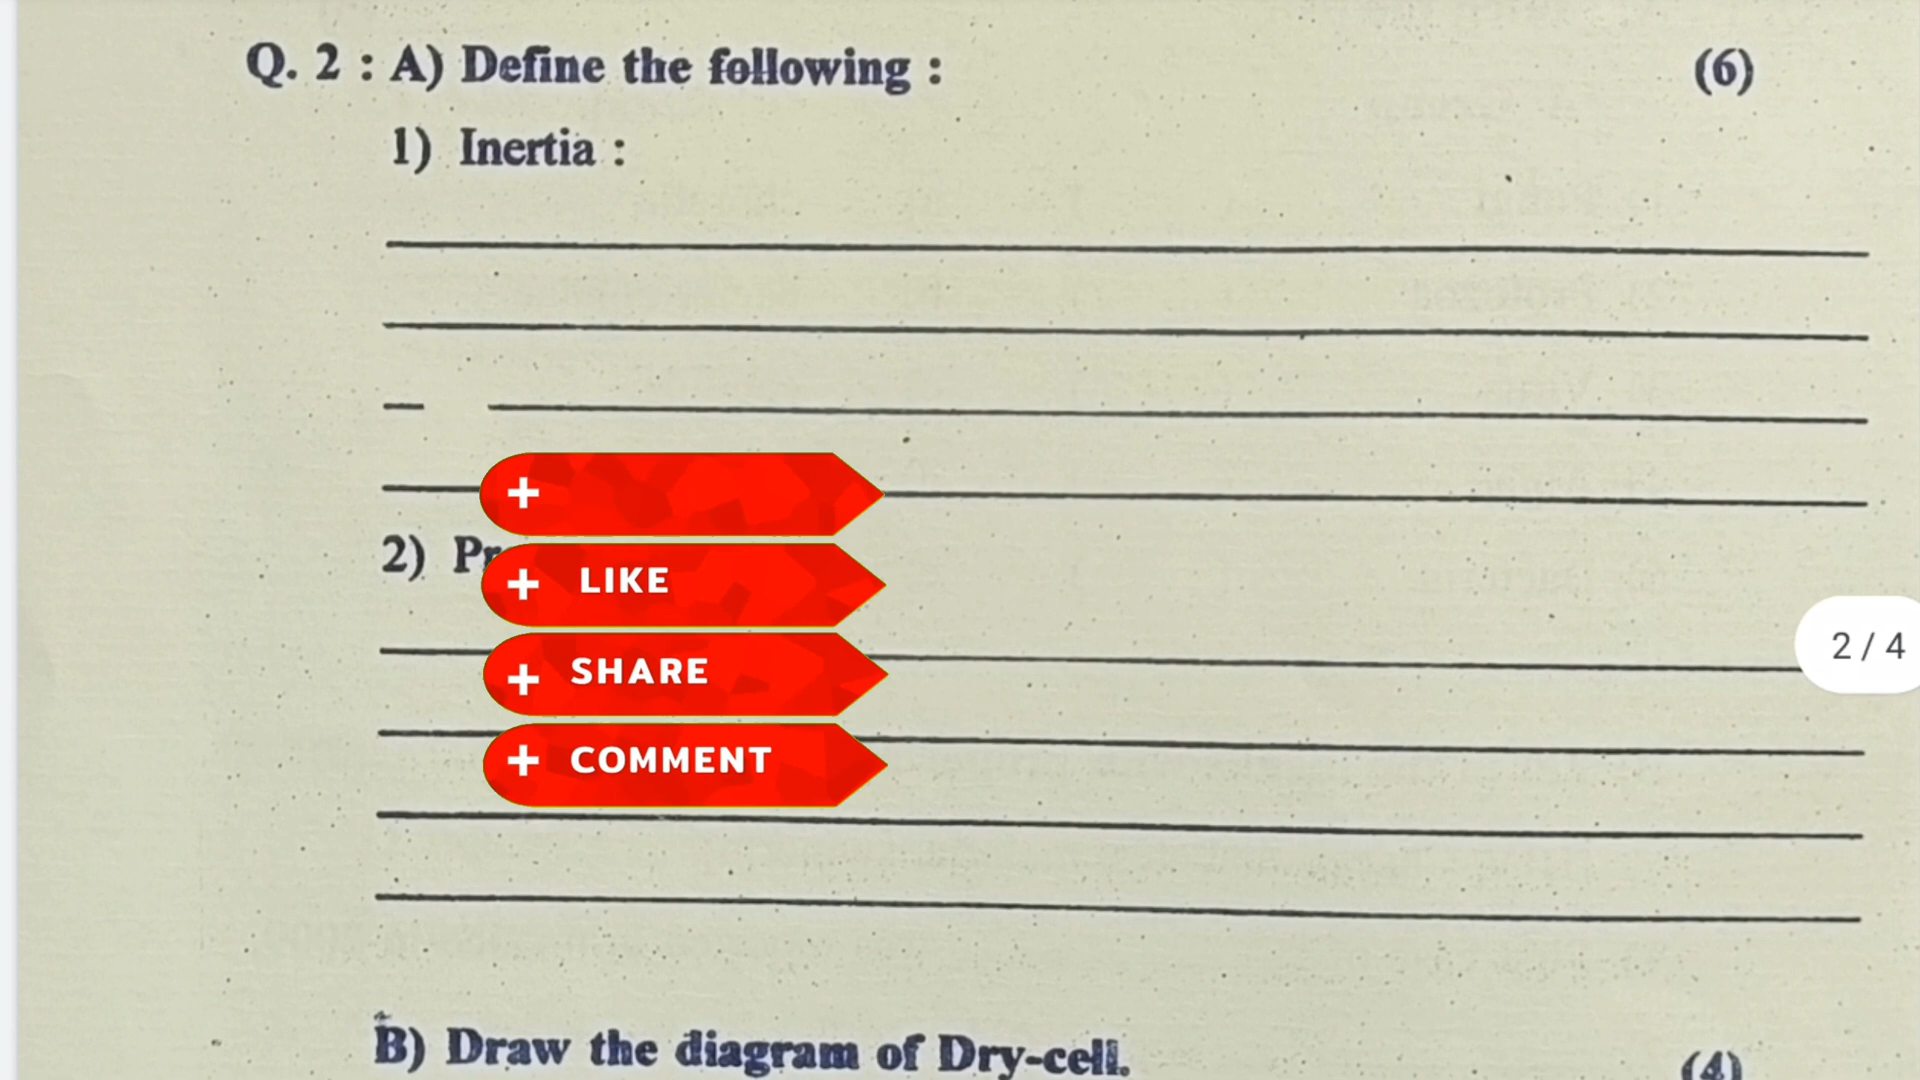 Q. 2 : A) Define the following : (6)
1) Inertia :
2)
LIKE
SHARE
2 / 4
COMMENT
B) Draw the diagram of Dry-cell. (4)